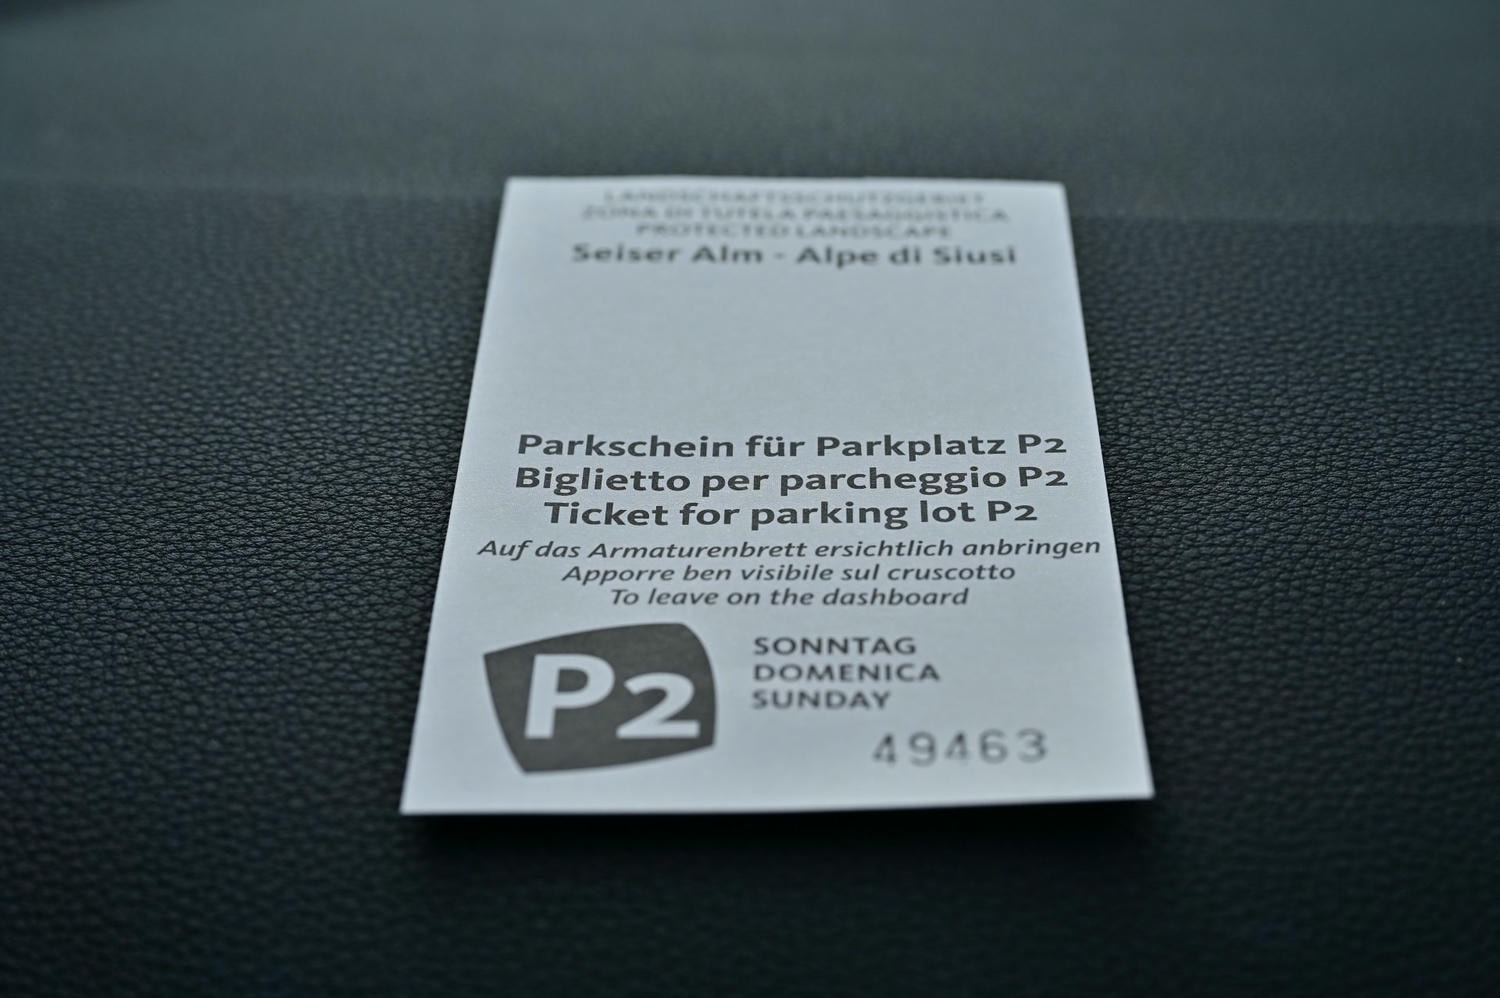 LANDSCHAFTSSCHUTZGEBIET
ZONA DI TUTELA PAESAGGISTICA
PROTECTED LANDSCAPE
Seiser Alm - Alpe di Siusi
Parkschein für Parkplatz P2
Biglietto per parcheggio P2
Ticket for parking lot P2
Auf das Armaturenbrett ersichtlich anbringen
Apporre ben visibile sul cruscotto
To leave on the dashboard
P2
SONNTAG
DOMENICA
SUNDAY
49463